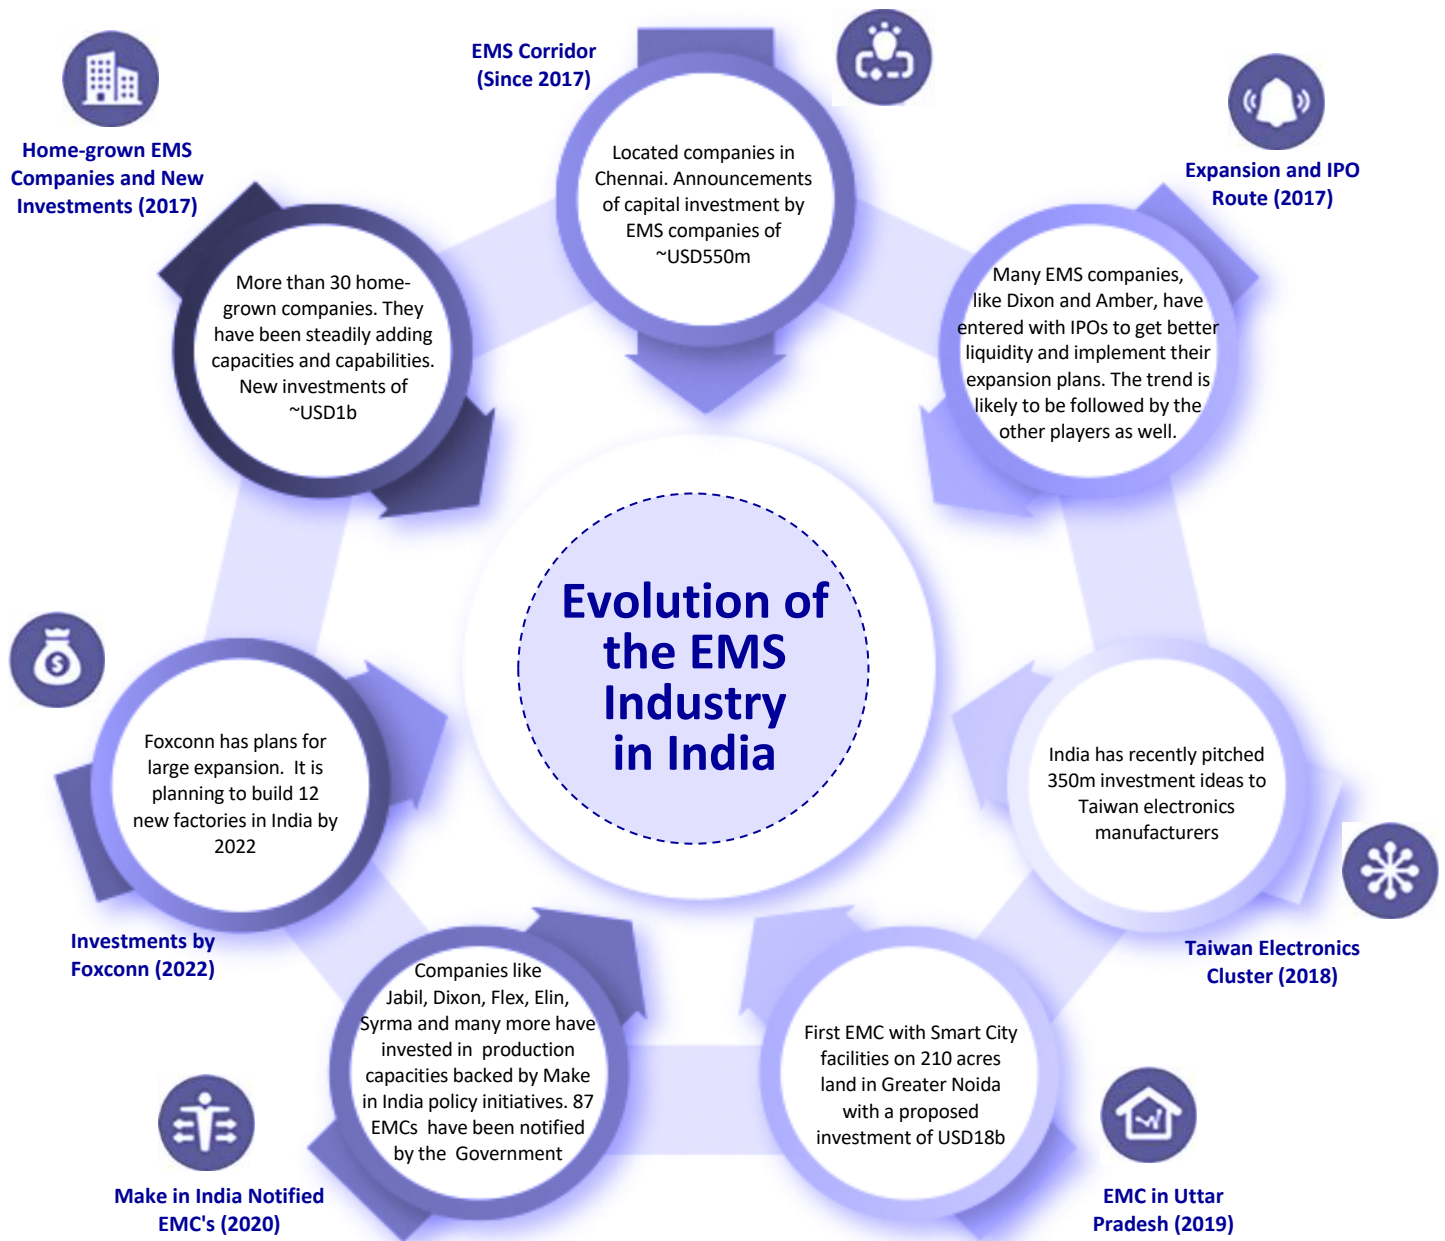 EMS Corridor
(Since 2017)
Located companies in
Chennai. Announcements
of capital investment by
EMS companies of
~USD550m
Expansion and IPO
Route (2017)
Many EMS companies,
like Dixon and Amber, have
entered with IPOs to get better
liquidity and implement their
expansion plans. The trend is
likely to be followed by the
other players as well.
Taiwan Electronics
Cluster (2018)
India has recently pitched
350m investment ideas to
Taiwan electronics
manufacturers
EMC in Uttar
Pradesh (2019)
First EMC with Smart City
facilities on 210 acres
land in Greater Noida
with a proposed
investment of USD18b
Make in India Notified
EMC's (2020)
Companies like
Jabil, Dixon, Flex, Elin,
Syrma and many more have
invested in production
capacities backed by Make
in India policy initiatives. 87
EMCs have been notified
by the Government
Investments by
Foxconn (2022)
Foxconn has plans for
large expansion. It is
planning to build 12
new factories in India by
2022
Home-grown EMS
Companies and New
Investments (2017)
More than 30 home-
grown companies. They
have been steadily adding
capacities and capabilities.
New investments of
~USD1b
Evolution of
the EMS
Industry
in India